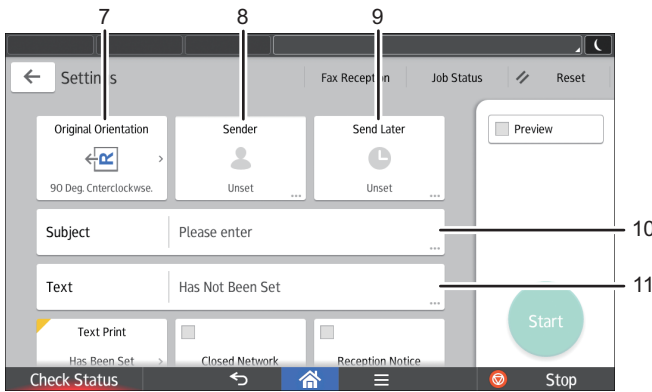 7 8 9
Settings Fax Reception Job Status Reset
Original Orientation Sender Send Later Preview
R
90 Deg. Cnterclockwse. Unset Unset
Subject Please enter 10
Text Has Not Been Set 11
Text Print Start
Has Been Set Closed Network Reception Notice
Check Status Stop